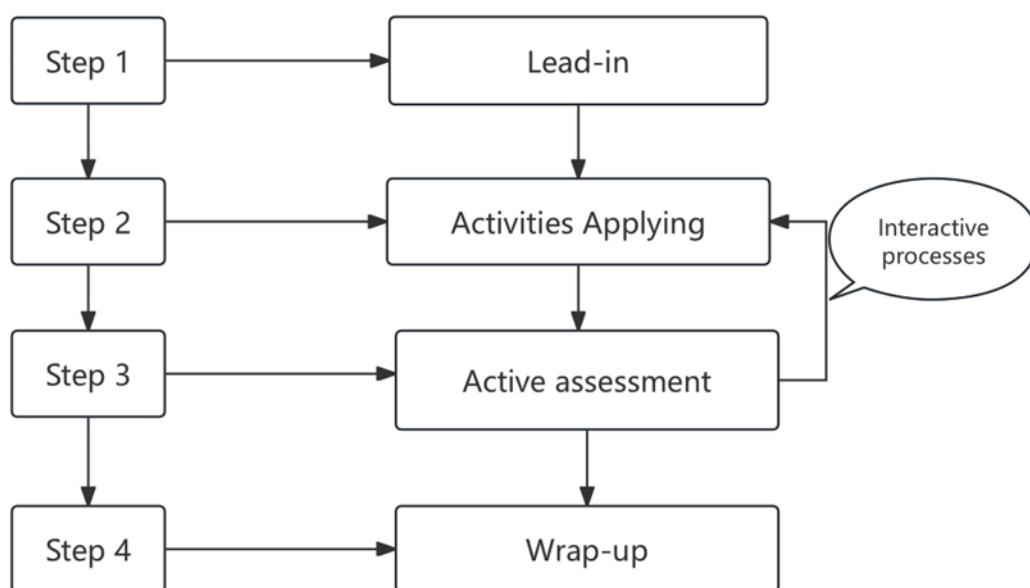 Step 1
Lead-in
Step 2
Activities Applying
Interactive
processes
Step 3
Active assessment
Step 4
Wrap-up